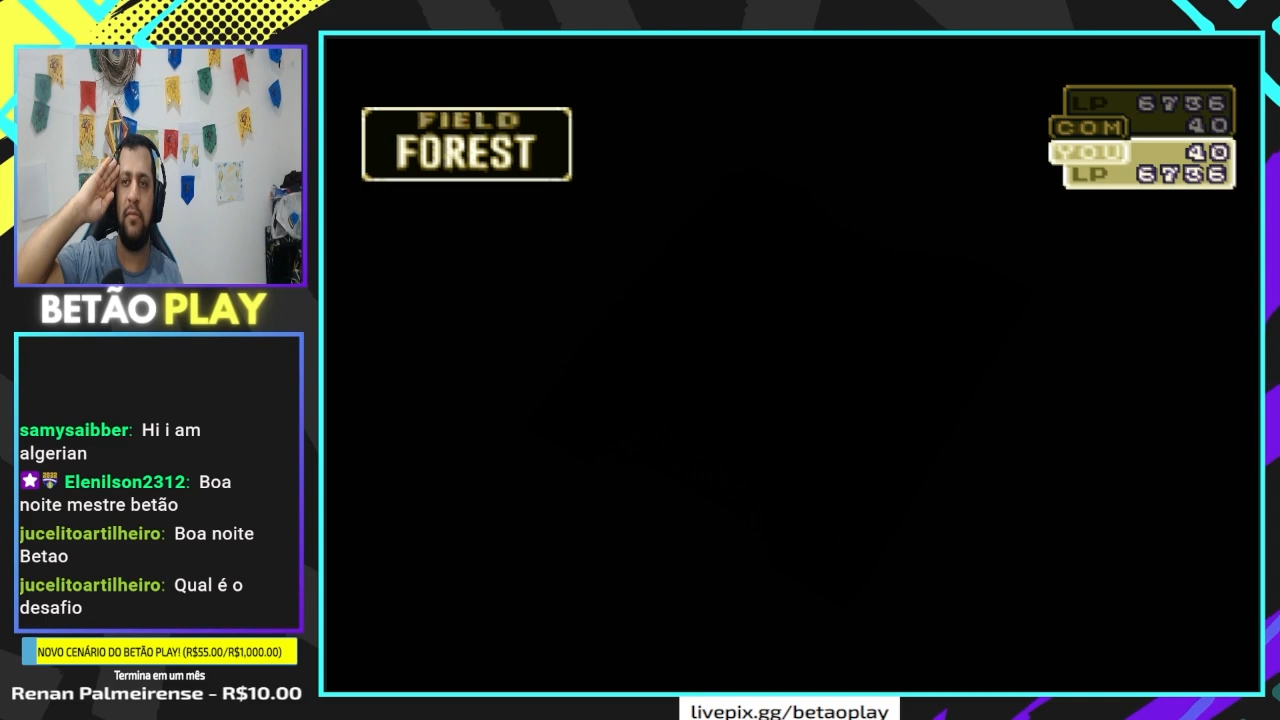 FIELD
FOREST
LP 6736
COM 40
YOU 40
LP 6736
BETÃO PLAY
samysaibber: Hi i am
algerian
Elenilson2312: Boa
noite mestre betão
jucelitoartilheiro: Boa noite
Betao
jucelitoartilheiro: Qual é o
desafio
NOVO CENÁRIO DO BETÃO PLAY! (R$55.00/R$1,000.00)
Termina em um mês
Renan Palmeirense - R$10.00
livepix.gg/betaoplay